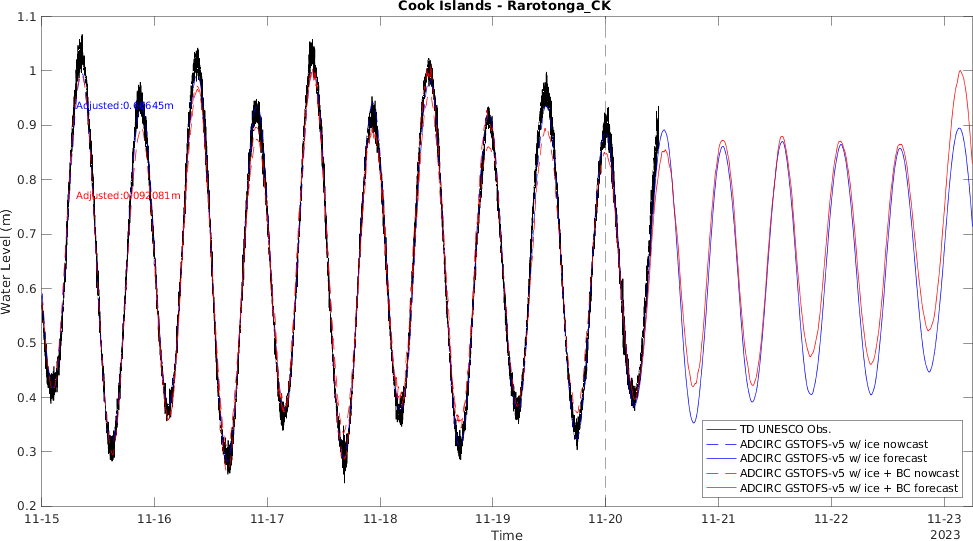 Cook Islands - Rarotonga_CK
1.1
1
0.9
0.8
0.7
0.6
0.5
0.4
0.3
0.2
Water Level (m)
Adjusted:0.60645m
Adjusted:0.092081m
TD UNESCO Obs.
ADCIRC GSTOFS-v5 w/ ice nowcast
ADCIRC GSTOFS-v5 w/ ice forecast
ADCIRC GSTOFS-v5 w/ ice + BC nowcast
ADCIRC GSTOFS-v5 w/ ice + BC forecast
11-15 11-16 11-17 11-18 11-19 11-20 11-21 11-22 11-23
Time
2023